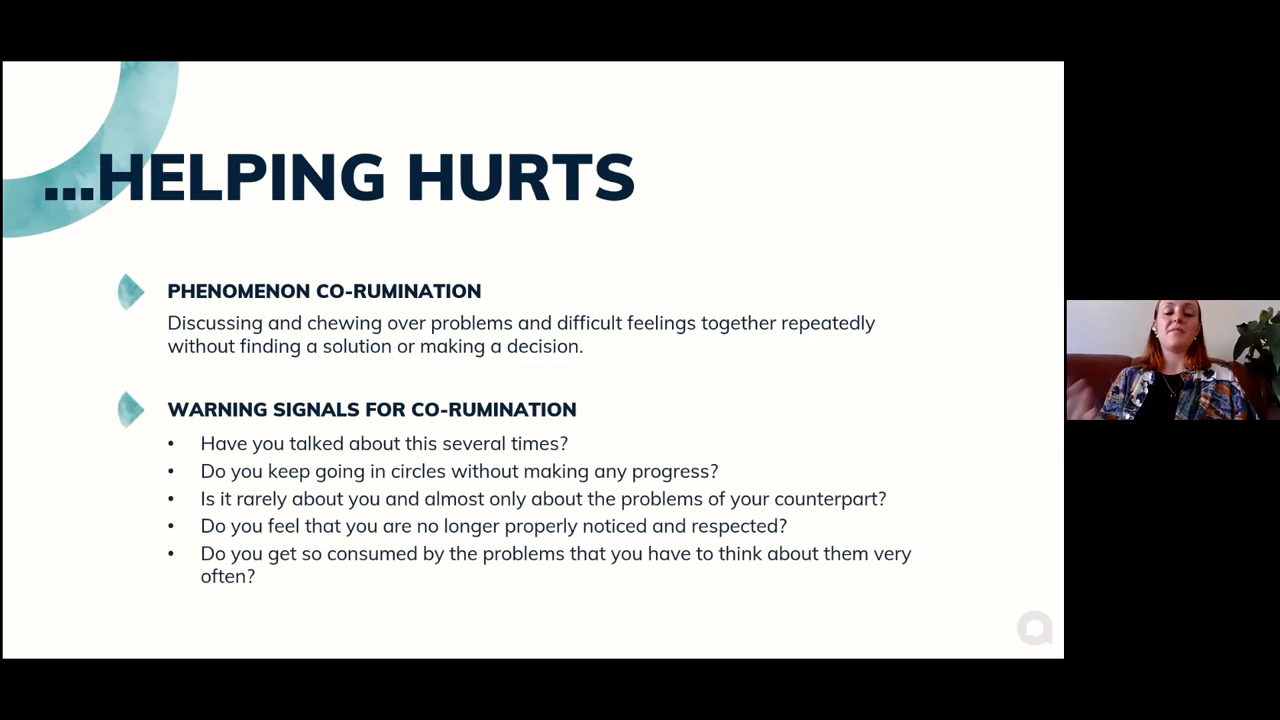 ...HELPING HURTS
PHENOMENON CO-RUMINATION
Discussing and chewing over problems and difficult feelings together repeatedly
without finding a solution or making a decision.
WARNING SIGNALS FOR CO-RUMINATION
• Have you talked about this several times?
• Do you keep going in circles without making any progress?
• Is it rarely about you and almost only about the problems of your counterpart?
• Do you feel that you are no longer properly noticed and respected?
• Do you get so consumed by the problems that you have to think about them very
often?